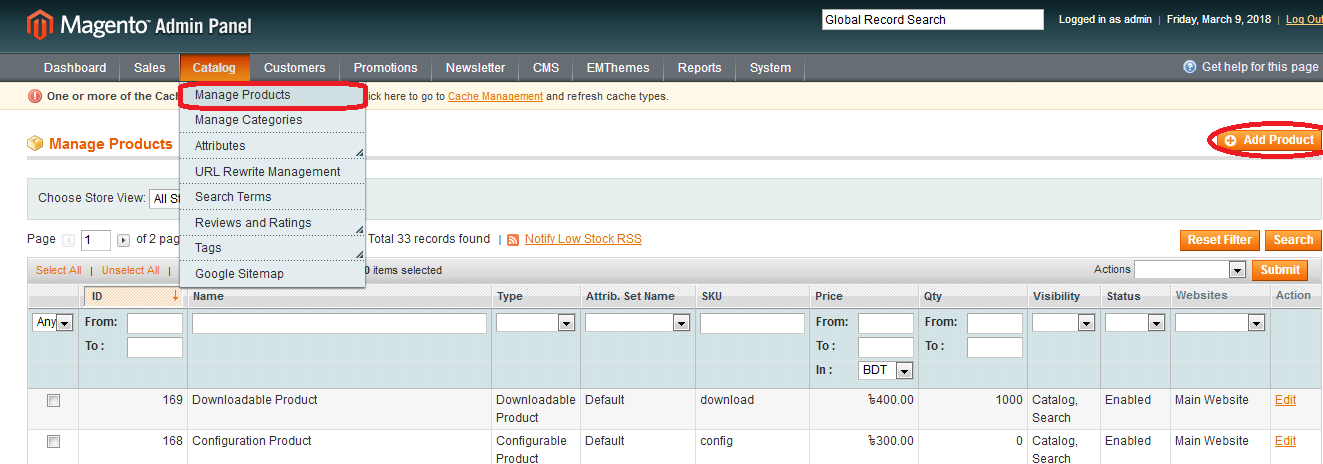 Magento™ Admin Panel
Global Record Search
Logged in as admin | Friday, March 9, 2018 | Log Out
Dashboard Sales Catalog Customers Promotions Newsletter CMS EMThemes Reports System Get help for this page
One or more of the Cac
ick here to go to Cache Management and refresh cache types.
Manage Products
Manage Categories
Attributes
URL Rewrite Management
Search Terms
Reviews and Ratings
Tags
Google Sitemap
Manage Products
Add Product
Choose Store View: All St
Page 1 of 2 pag Total 33 records found | Notify Low Stock RSS
Reset Filter Search
Select All | Unselect All | 0 items selected
Actions Submit
ID Name Type Attrib. Set Name SKU Price Qty Visibility Status Websites Action
Any From: From: From:
To : To : To :
In : BDT
169 Downloadable Product Downloadable Product Default download ৳400.00 1000 Catalog, Search Enabled Main Website Edit
168 Configuration Product Configurable Product Default config ৳300.00 0 Catalog, Search Enabled Main Website Edit